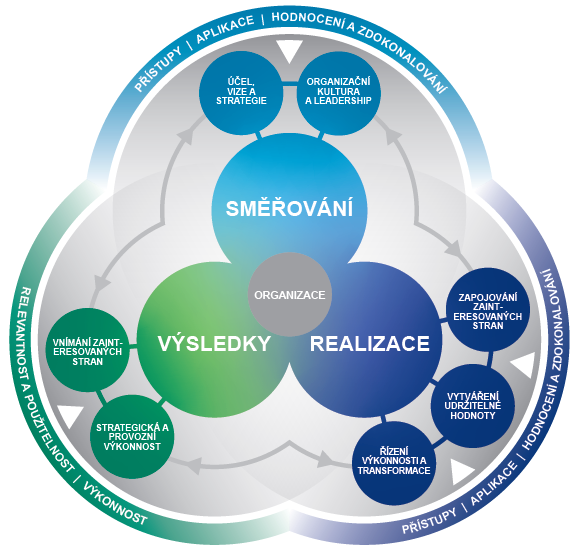 PŘÍSTUPY | APLIKACE | HODNOCENÍ A ZDOKONALOVÁNÍ
ÚČEL,
VIZE A
STRATEGIE
ORGANIZAČNÍ
KULTURA
A LEADERSHIP
SMĚŘOVÁNÍ
ORGANIZACE
VÝSLEDKY
REALIZACE
VNÍMÁNÍ ZAINT-
ERESOVANÝCH
STRAN
STRATEGICKÁ A
PROVOZNÍ
VÝKONNOST
ZAPOJOVÁNÍ
ZAINT-
ERESOVANÝCH
STRAN
VYTVÁŘENÍ
UDRŽITELNÉ
HODNOTY
ŘÍZENÍ
VÝKONNOSTI A
TRANSFORMACE
RELEVANTNOST A POUŽITELNOST | VÝKONNOST
PŘÍSTUPY | APLIKACE | HODNOCENÍ A ZDOKONALOVÁNÍ